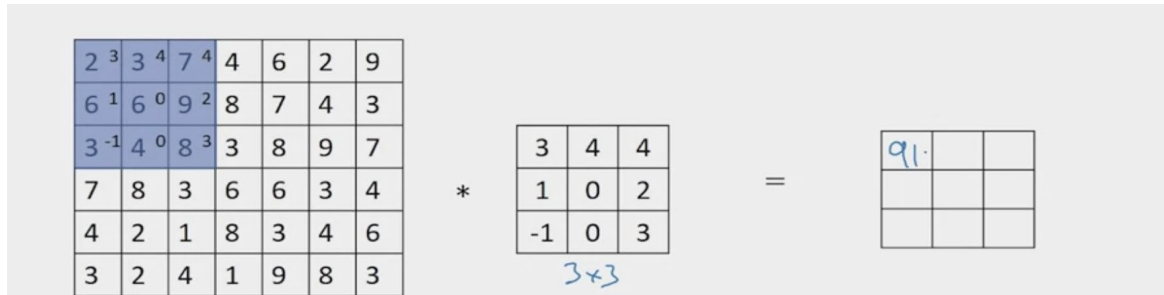 2 3 3 4 7 4 4 6 2 9
6 1 6 0 9 2 8 7 4 3
3 -1 4 0 8 3 3 8 9 7
7 8 3 6 6 3 4
4 2 1 8 3 4 6
3 2 4 1 9 8 3
*
3 4 4
1 0 2
-1 0 3
3×3
=
91.